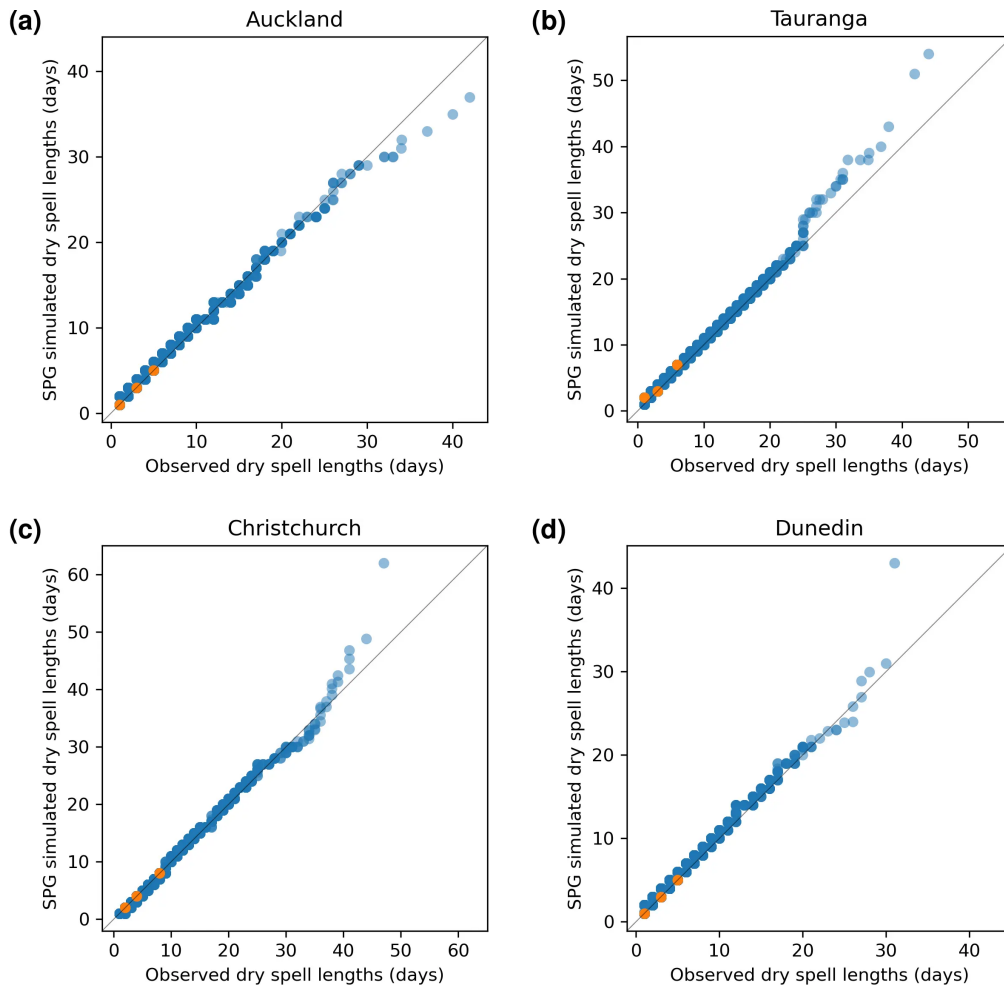 (a)
Auckland
SPG simulated dry spell lengths (days)
40
30
20
10
0
0 10 20 30 40
Observed dry spell lengths (days)
(b)
Tauranga
SPG simulated dry spell lengths (days)
50
40
30
20
10
0
0 10 20 30 40 50
Observed dry spell lengths (days)
(c)
Christchurch
SPG simulated dry spell lengths (days)
60
50
40
30
20
10
0
0 10 20 30 40 50 60
Observed dry spell lengths (days)
(d)
Dunedin
SPG simulated dry spell lengths (days)
40
30
20
10
0
0 10 20 30 40
Observed dry spell lengths (days)